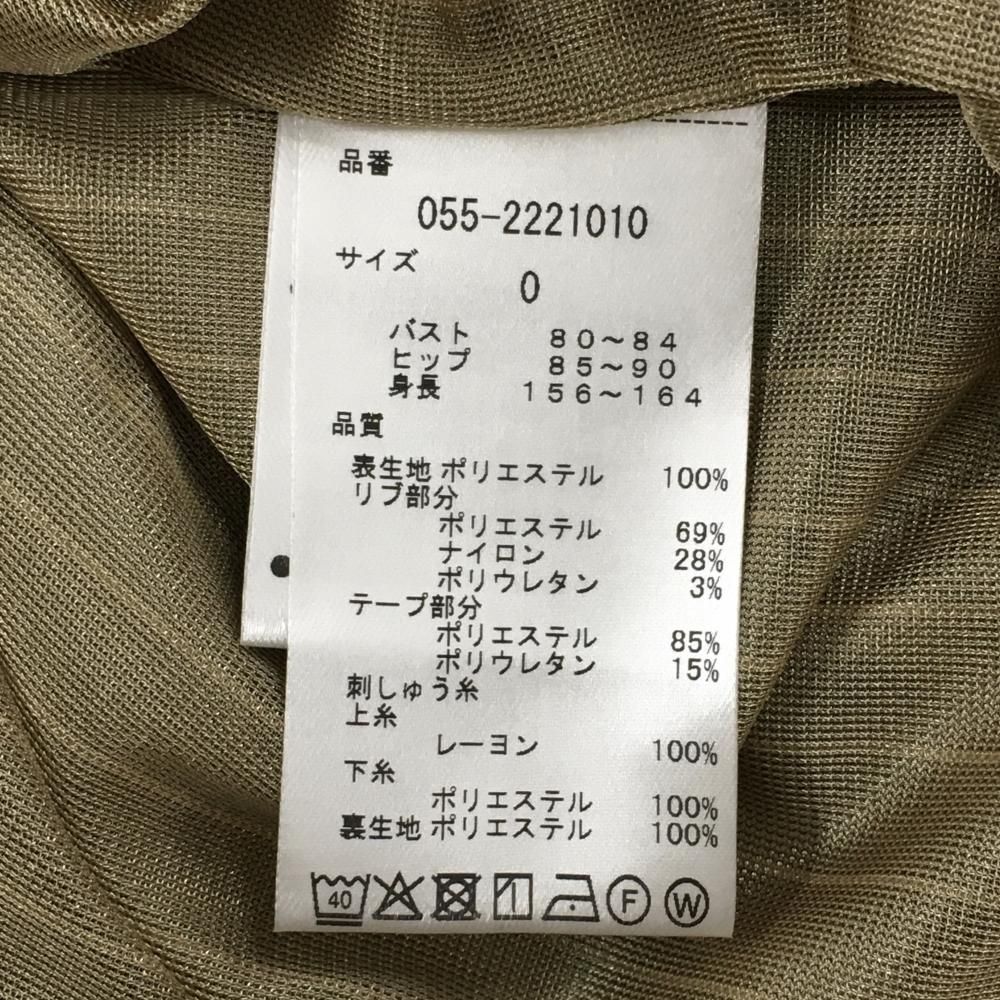 品番
055-2221010
サイズ
0
バスト 80~84
ヒップ 85~90
身長 156~164
品質
表生地 ポリエステル 100%
リブ部分
ポリエステル 69%
ナイロン 28%
ポリウレタン 3%
テープ部分
ポリエステル 85%
ポリウレタン 15%
刺しゅう糸
上糸
レーヨン 100%
下糸
ポリエステル 100%
裏生地 ポリエステル 100%
40 F W